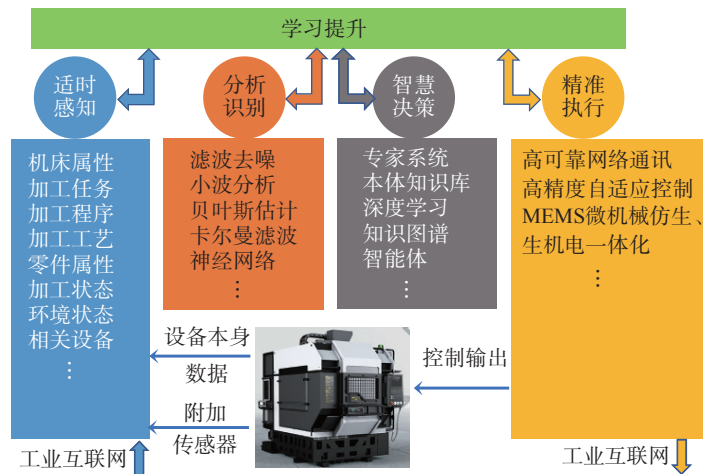 学习提升
适时
感知
分析
识别
智慧
决策
精准
执行
机床属性
加工任务
加工程序
加工工艺
零件属性
加工状态
环境状态
相关设备
⋮
滤波去噪
小波分析
贝叶斯估计
卡尔曼滤波
神经网络
⋮
专家系统
本体知识库
深度学习
知识图谱
智能体
⋮
高可靠网络通讯
高精度自适应控制
MEMS微机械仿生、
生机电一体化
⋮
设备本身
数据
附加
传感器
控制输出
工业互联网
工业互联网